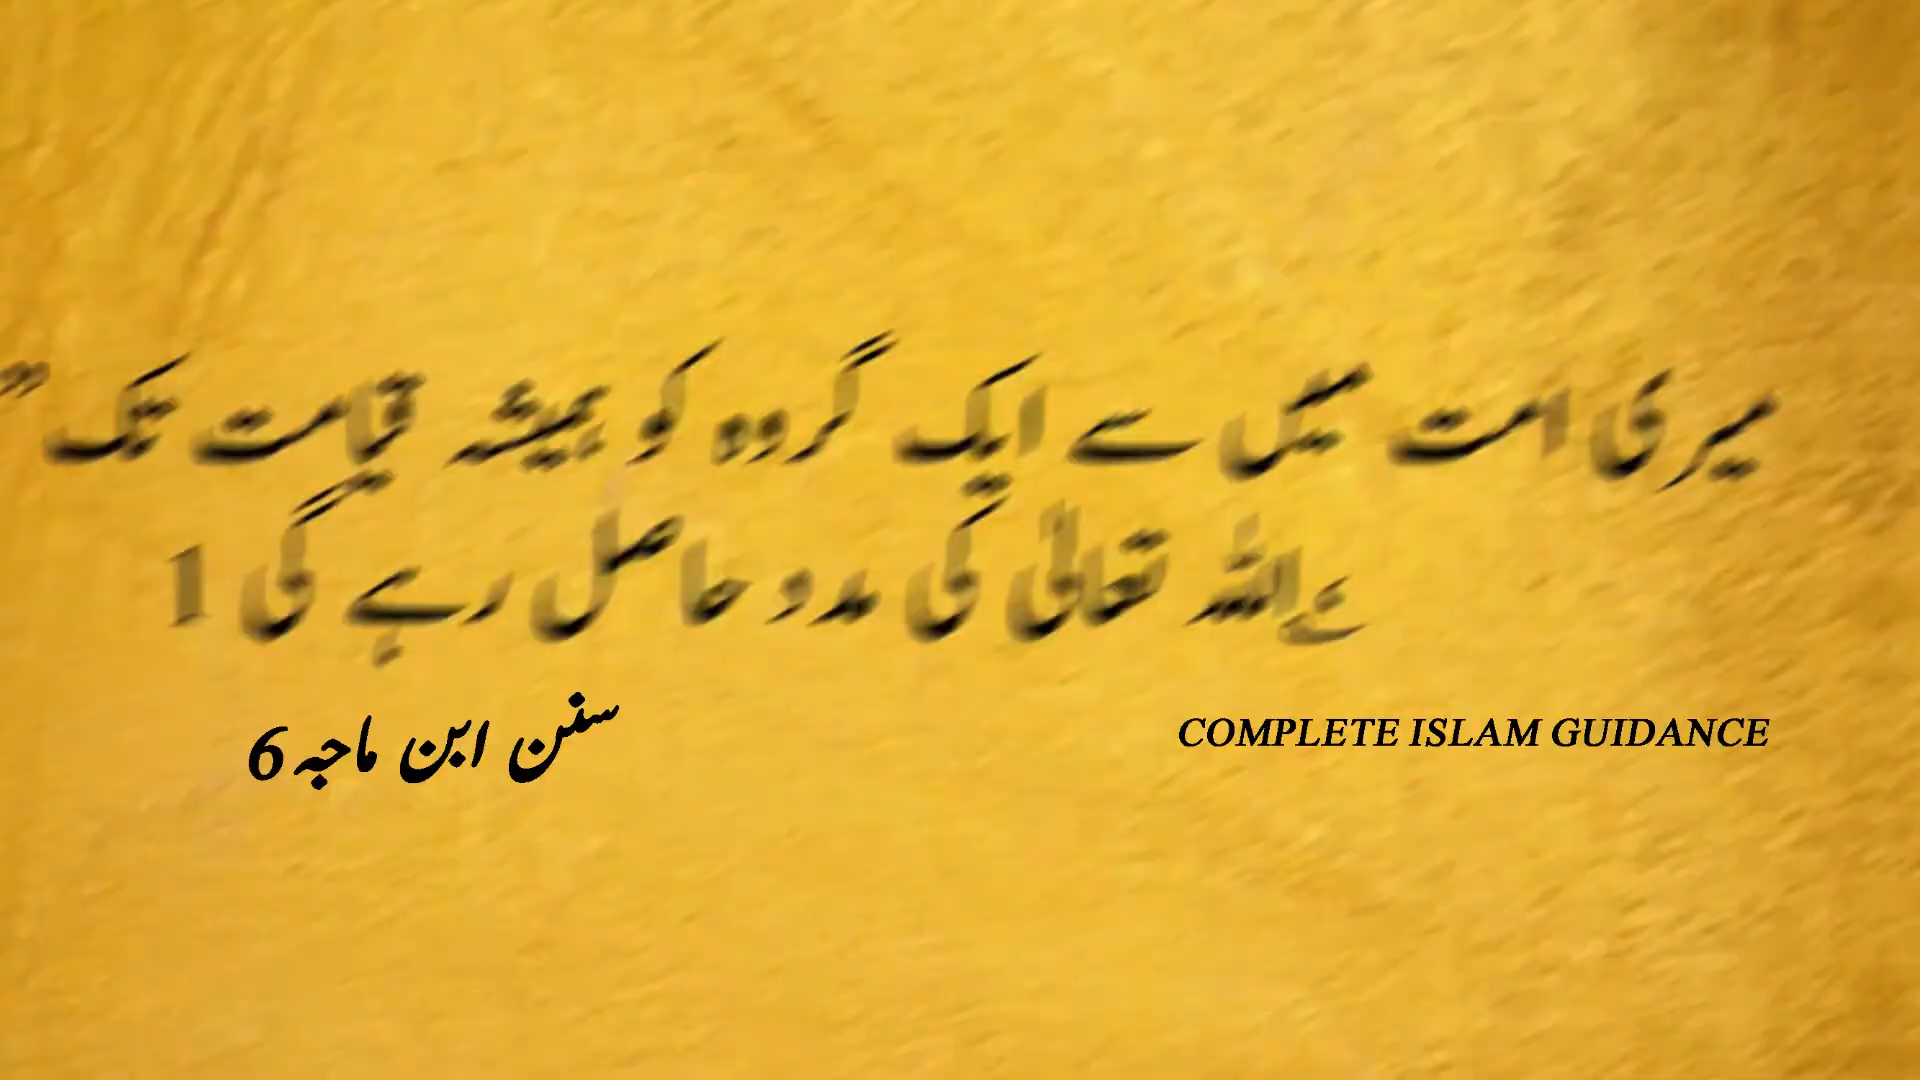 میری امت میں سے ایک گروہ کو ہمیشہ قیامت تک ”
اللہ تعالیٰ کی مدد حاصل رہے گی 1
سنن ابن ماجہ 6
COMPLETE ISLAM GUIDANCE